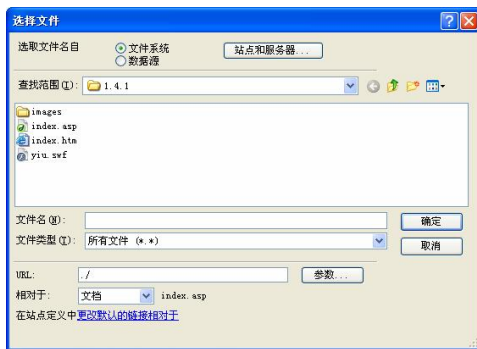 选择文件
选取文件名自
文件系统
站点和服务器...
数据源
查找范围(I):
1.4.1
images
index.asp
index.htm
yiu.swf
文件名(N):
确定
文件类型(T):
所有文件 (*.*)
取消
URL:
./
参数...
相对于:
文档
index.asp
在站点定义中更改默认的链接相对于